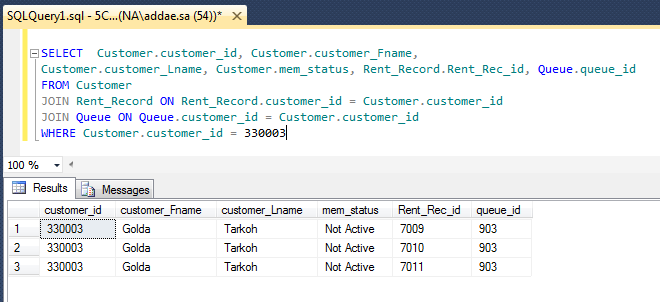 SQLQuery1.sql - 5C...(NA\addae.sa (54))*
SELECT Customer.customer_id, Customer.customer_Fname,
Customer.customer_Lname, Customer.mem_status, Rent_Record.Rent_Rec_id, Queue.queue_id
FROM Customer
JOIN Rent_Record ON Rent_Record.customer_id = Customer.customer_id
JOIN Queue ON Queue.customer_id = Customer.customer_id
WHERE Customer.customer_id = 330003
100 %
Results Messages
customer_id customer_Fname customer_Lname mem_status Rent_Rec_id queue_id
1 330003 Golda Tarkoh Not Active 7009 903
2 330003 Golda Tarkoh Not Active 7010 903
3 330003 Golda Tarkoh Not Active 7011 903